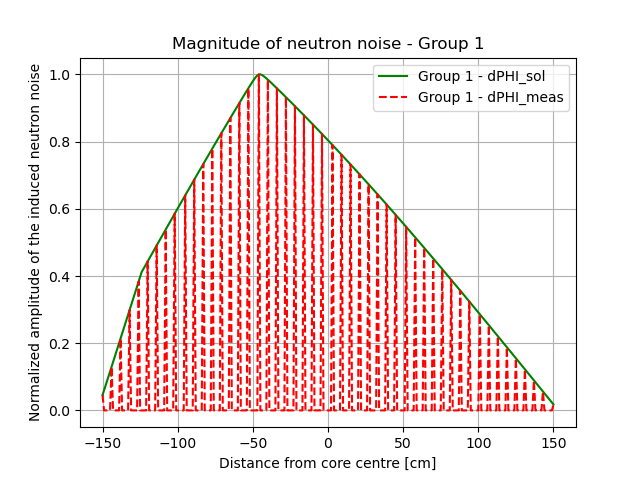 Magnitude of neutron noise - Group 1
Group 1 - dPHI_sol
Group 1 - dPHI_meas
Normalized amplitude of the induced neutron noise
1.0
0.8
0.6
0.4
0.2
0.0
−150
−100
−50
0
50
100
150
Distance from core centre [cm]